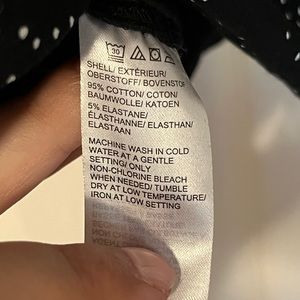 30
SHELL/ EXTÉRIEUR/
OBERSTOFF/ BOVENSTOF
95% COTTON/ COTON/
BAUMWOLLE/ KATOEN
5% ELASTANE/
ÉLASTHANNE/ ELASTHAN/
ELASTAAN
MACHINE WASH IN COLD
WATER AT A GENTLE
SETTING/ ONLY
NON-CHLORINE BLEACH
WHEN NEEDED/ TUMBLE
DRY AT LOW TEMPERATURE/
IRON AT LOW SETTING